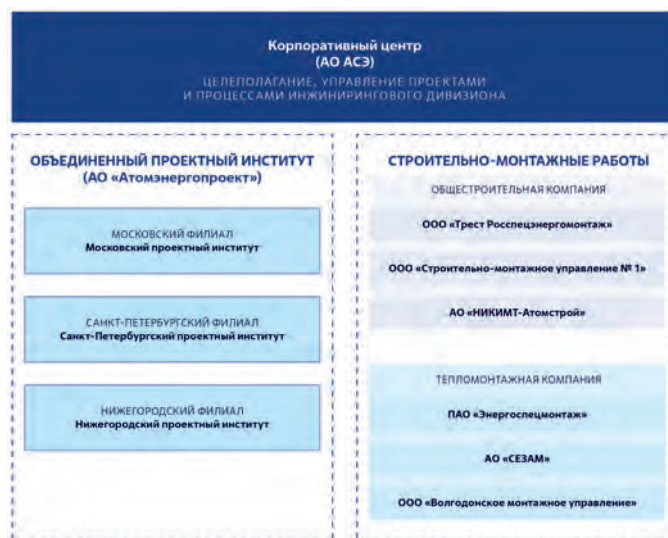 Корпоративный центр
(АО АСЭ)
ЦЕЛЕПОЛАГАНИЕ, УПРАВЛЕНИЕ ПРОЕКТАМИ
И ПРОЦЕССАМИ ИНЖИНИРИНГОВОГО ДИВИЗИОНА
ОБЪЕДИНЕННЫЙ ПРОЕКТНЫЙ ИНСТИТУТ
(АО «Атомэнергопроект»)
МОСКОВСКИЙ ФИЛИАЛ
Московский проектный институт
САНКТ-ПЕТЕРБУРГСКИЙ ФИЛИАЛ
Санкт-Петербургский проектный институт
НИЖЕГОРОДСКИЙ ФИЛИАЛ
Нижегородский проектный институт
СТРОИТЕЛЬНО-МОНТАЖНЫЕ РАБОТЫ
ОБЩЕСТРОИТЕЛЬНАЯ КОМПАНИЯ
ООО «Трест Росспецэнергомонтаж»
ООО «Строительно-монтажное управление № 1»
АО «НИКИМТ-Атомстрой»
ТЕПЛОМОНТАЖНАЯ КОМПАНИЯ
ПАО «Энергоспецмонтаж»
АО «СЕЗАМ»
ООО «Волгодонское монтажное управление»